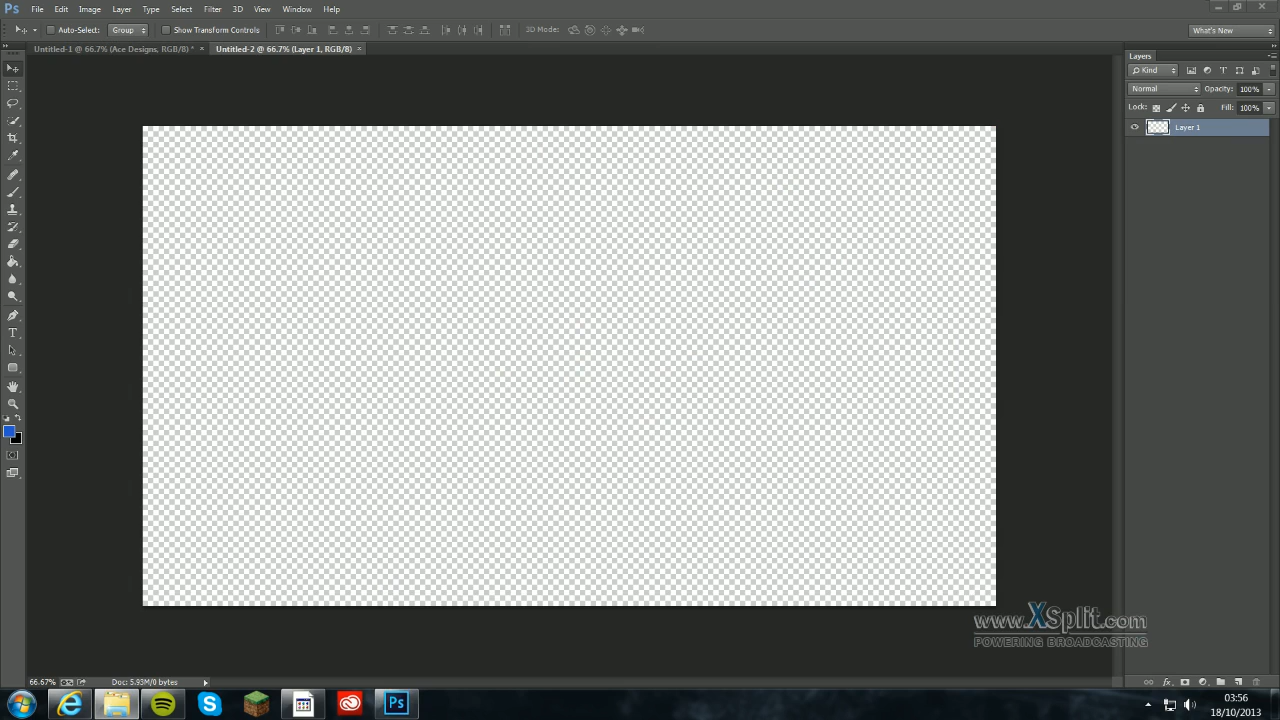 Ps File Edit Image Layer Type Select Filter 3D View Window Help
Auto-Select: Group Show Transform Controls 3D Mode: What's New
Untitled-1 @ 66.7% (Ace Designs, RGB/8) * × Untitled-2 @ 66.7% (Layer 1, RGB/8) ×
Layers
Kind
Normal Opacity: 100%
Lock: Fill: 100%
Layer 1
www.XSplit.com
POWERING BROADCASTING
66.67% Doc: 5.93M/0 bytes
fx
Ps
03:56
18/10/2013